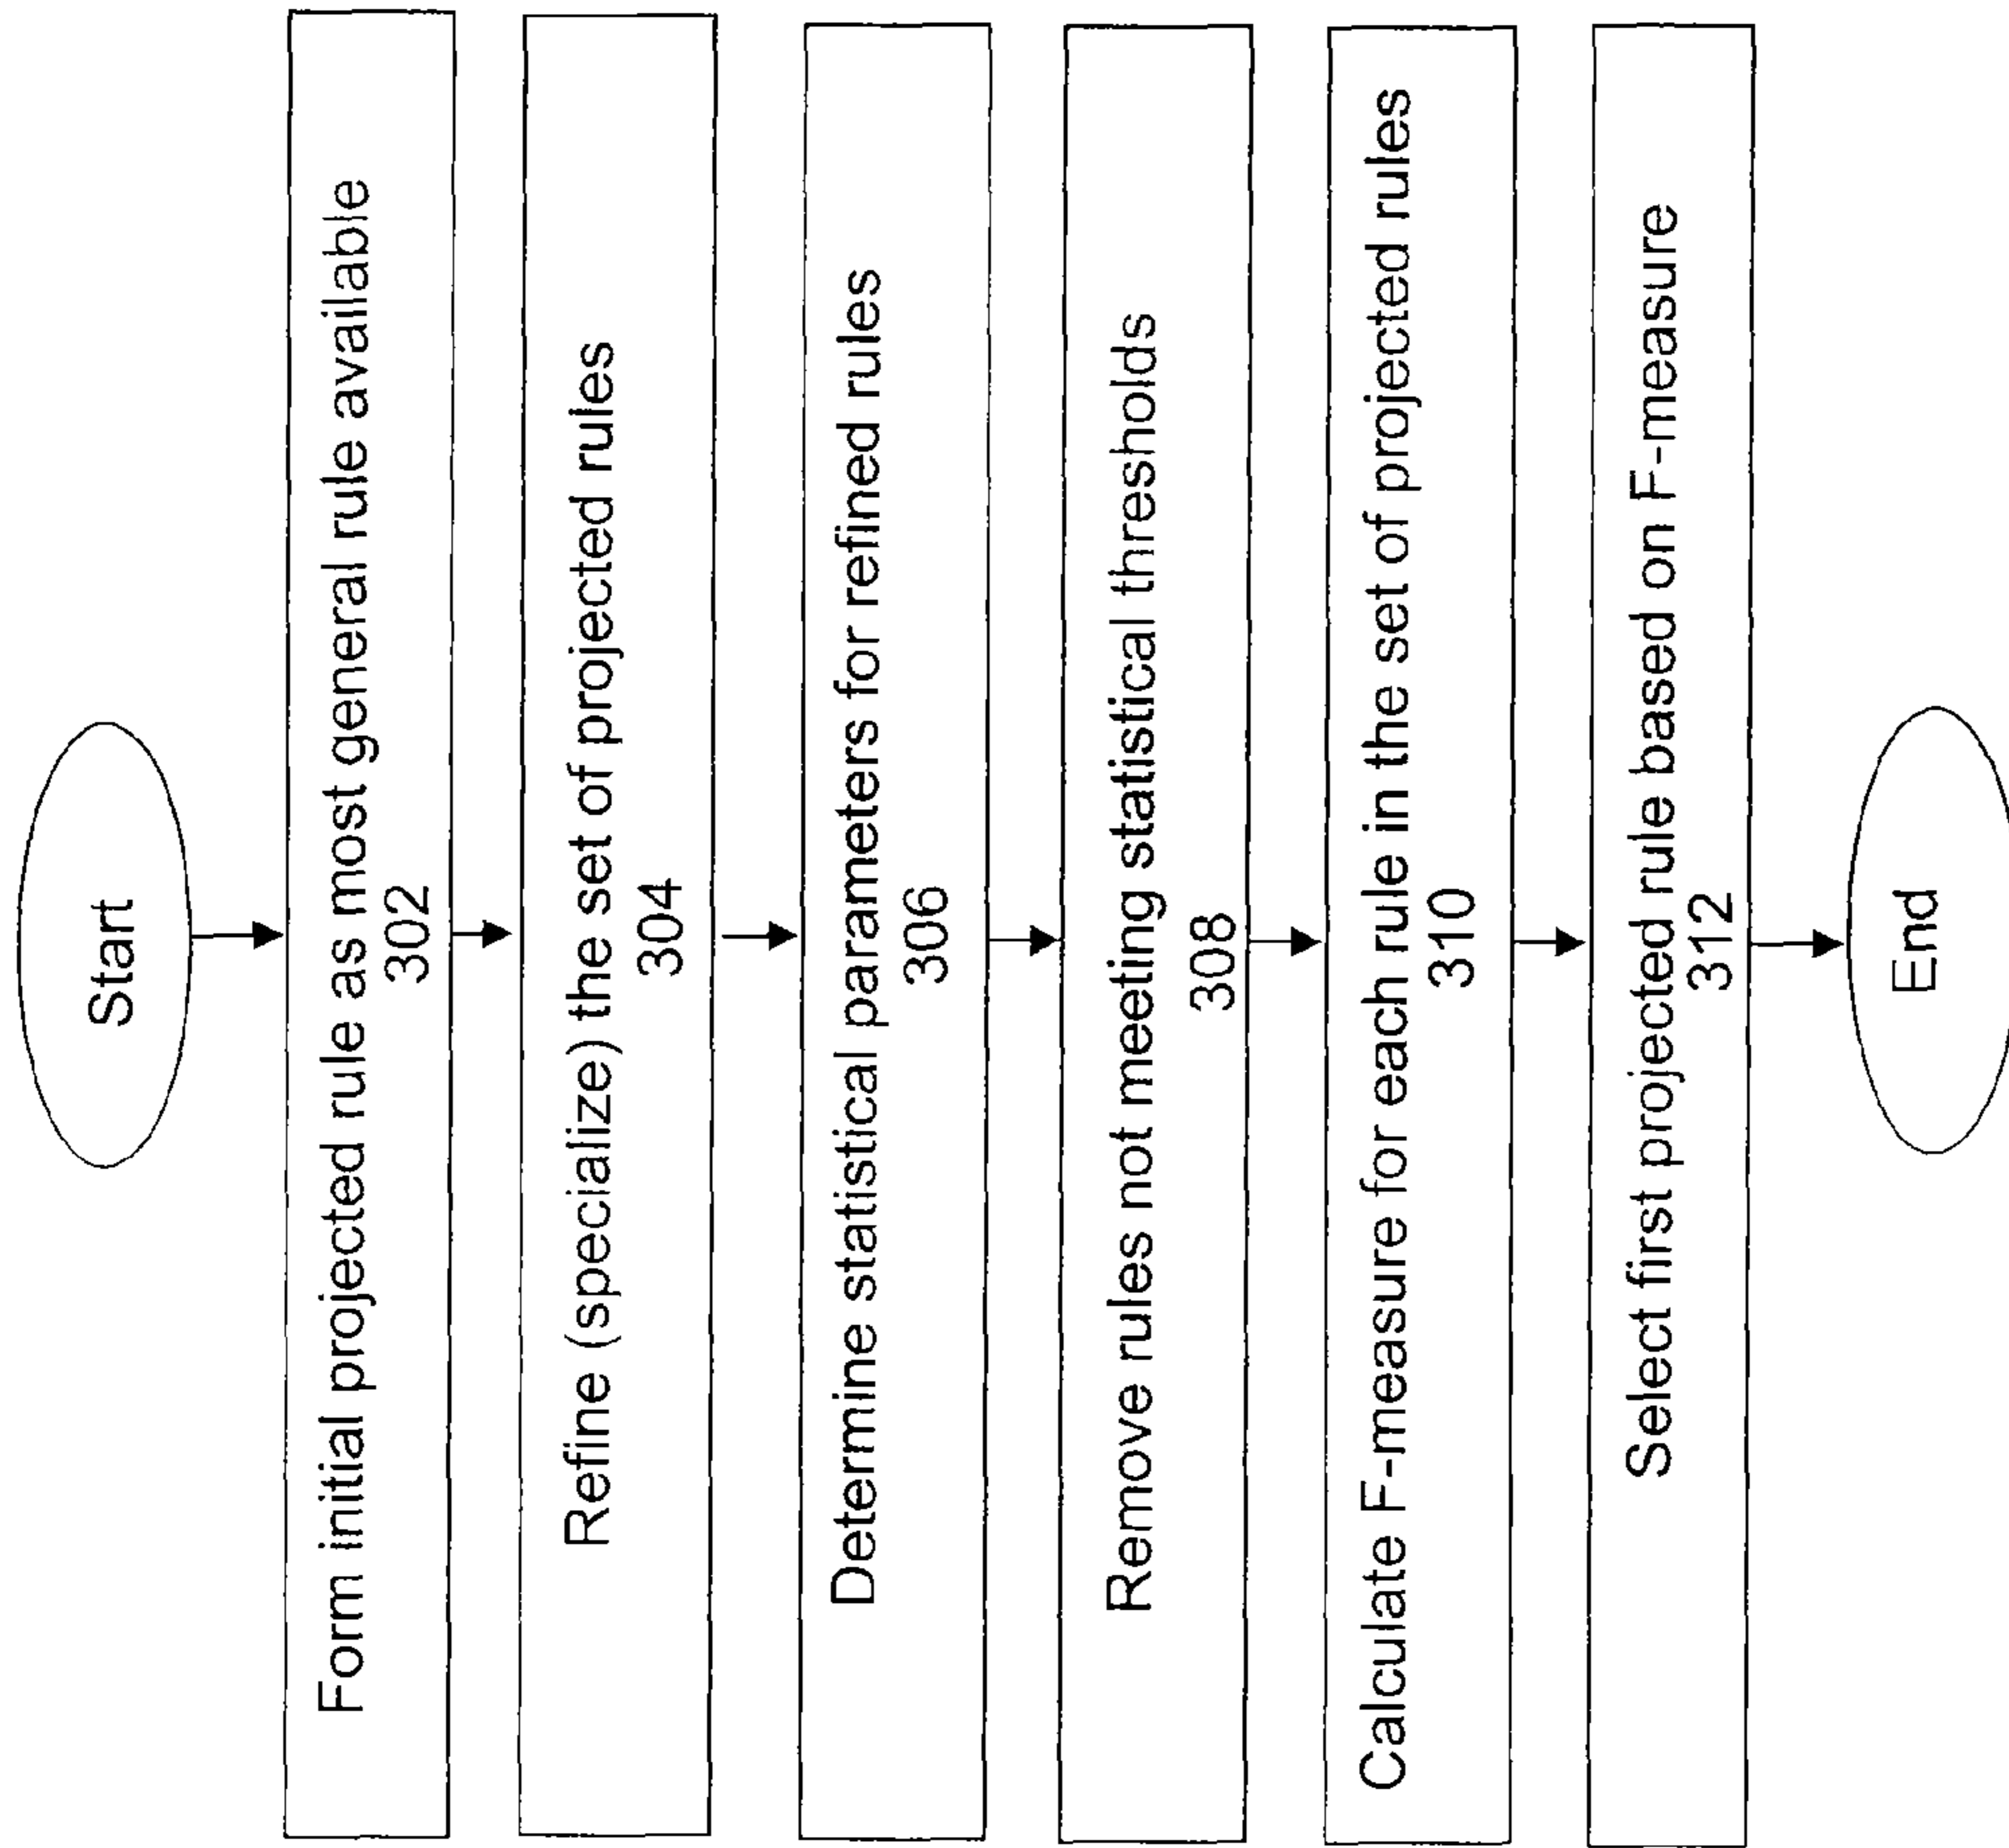 Start
Form initial projected rule as most general rule available
302
Refine (specialize) the set of projected rules
304
Determine statistical parameters for refined rules
306
Remove rules not meeting statistical thresholds
308
Calculate F-measure for each rule in the set of projected rules
310
Select first projected rule based on F-measure
312
End